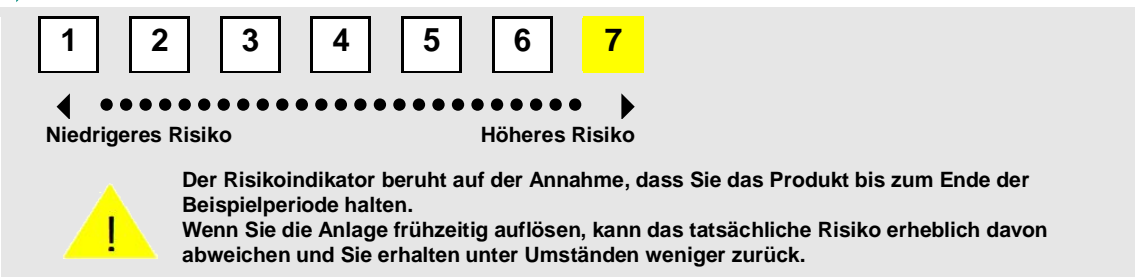 1 2 3 4 5 6 7
Niedrigeres Risiko Höheres Risiko
Der Risikoindikator beruht auf der Annahme, dass Sie das Produkt bis zum Ende der
Beispielperiode halten.
Wenn Sie die Anlage frühzeitig auflösen, kann das tatsächliche Risiko erheblich davon
abweichen und Sie erhalten unter Umständen weniger zurück.
!